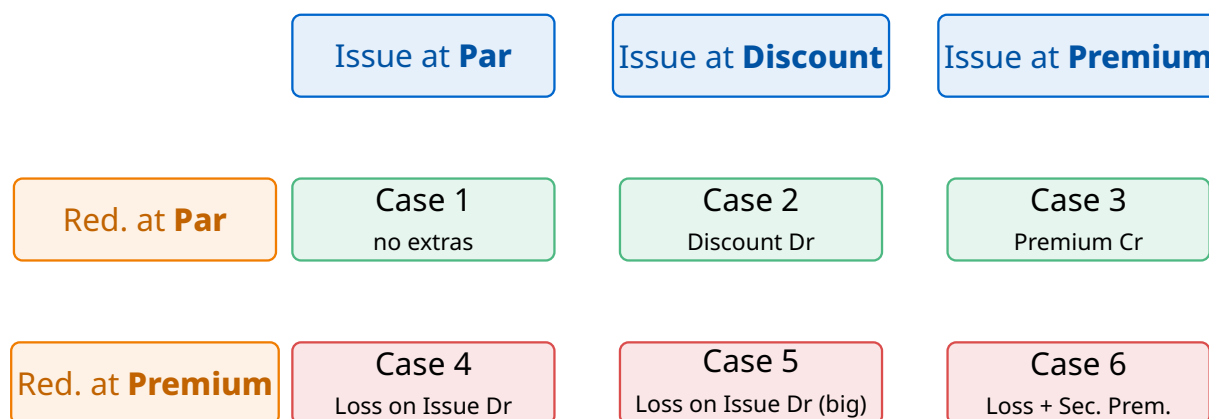 Issue at Par
Issue at Discount
Issue at Premium
Red. at Par
Case 1
no extras
Case 2
Discount Dr
Case 3
Premium Cr
Red. at Premium
Case 4
Loss on Issue Dr
Case 5
Loss on Issue Dr (big)
Case 6
Loss + Sec. Prem.